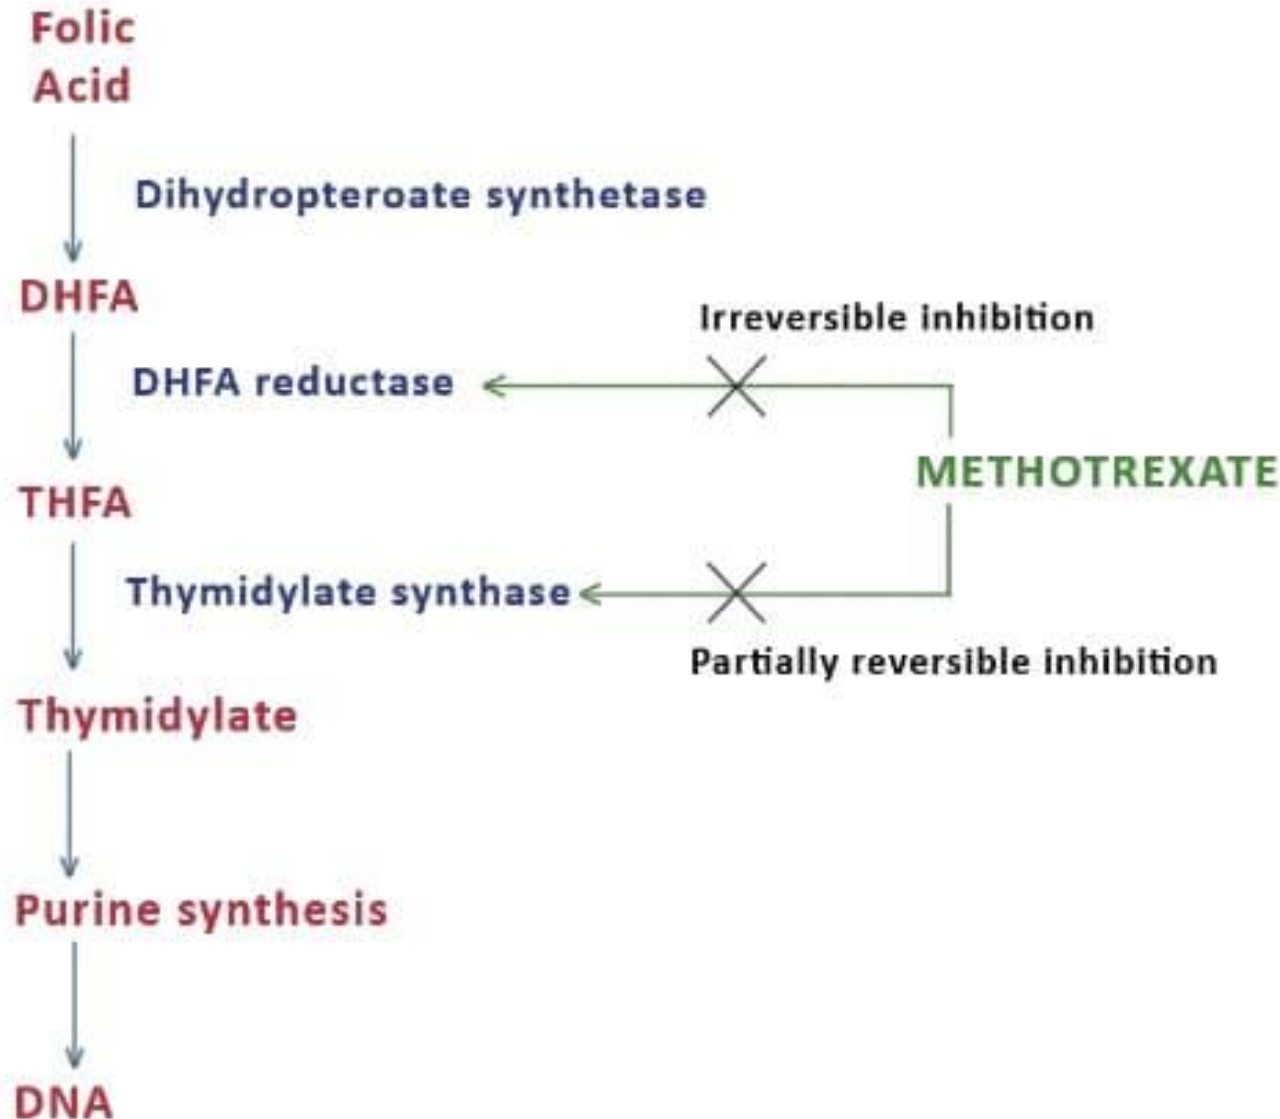 Folic
Acid
Dihydropteroate synthetase
DHFA
Irreversible inhibition
DHFA reductase
METHOTREXATE
THFA
Thymidylate synthase
Partially reversible inhibition
Thymidylate
Purine synthesis
DNA